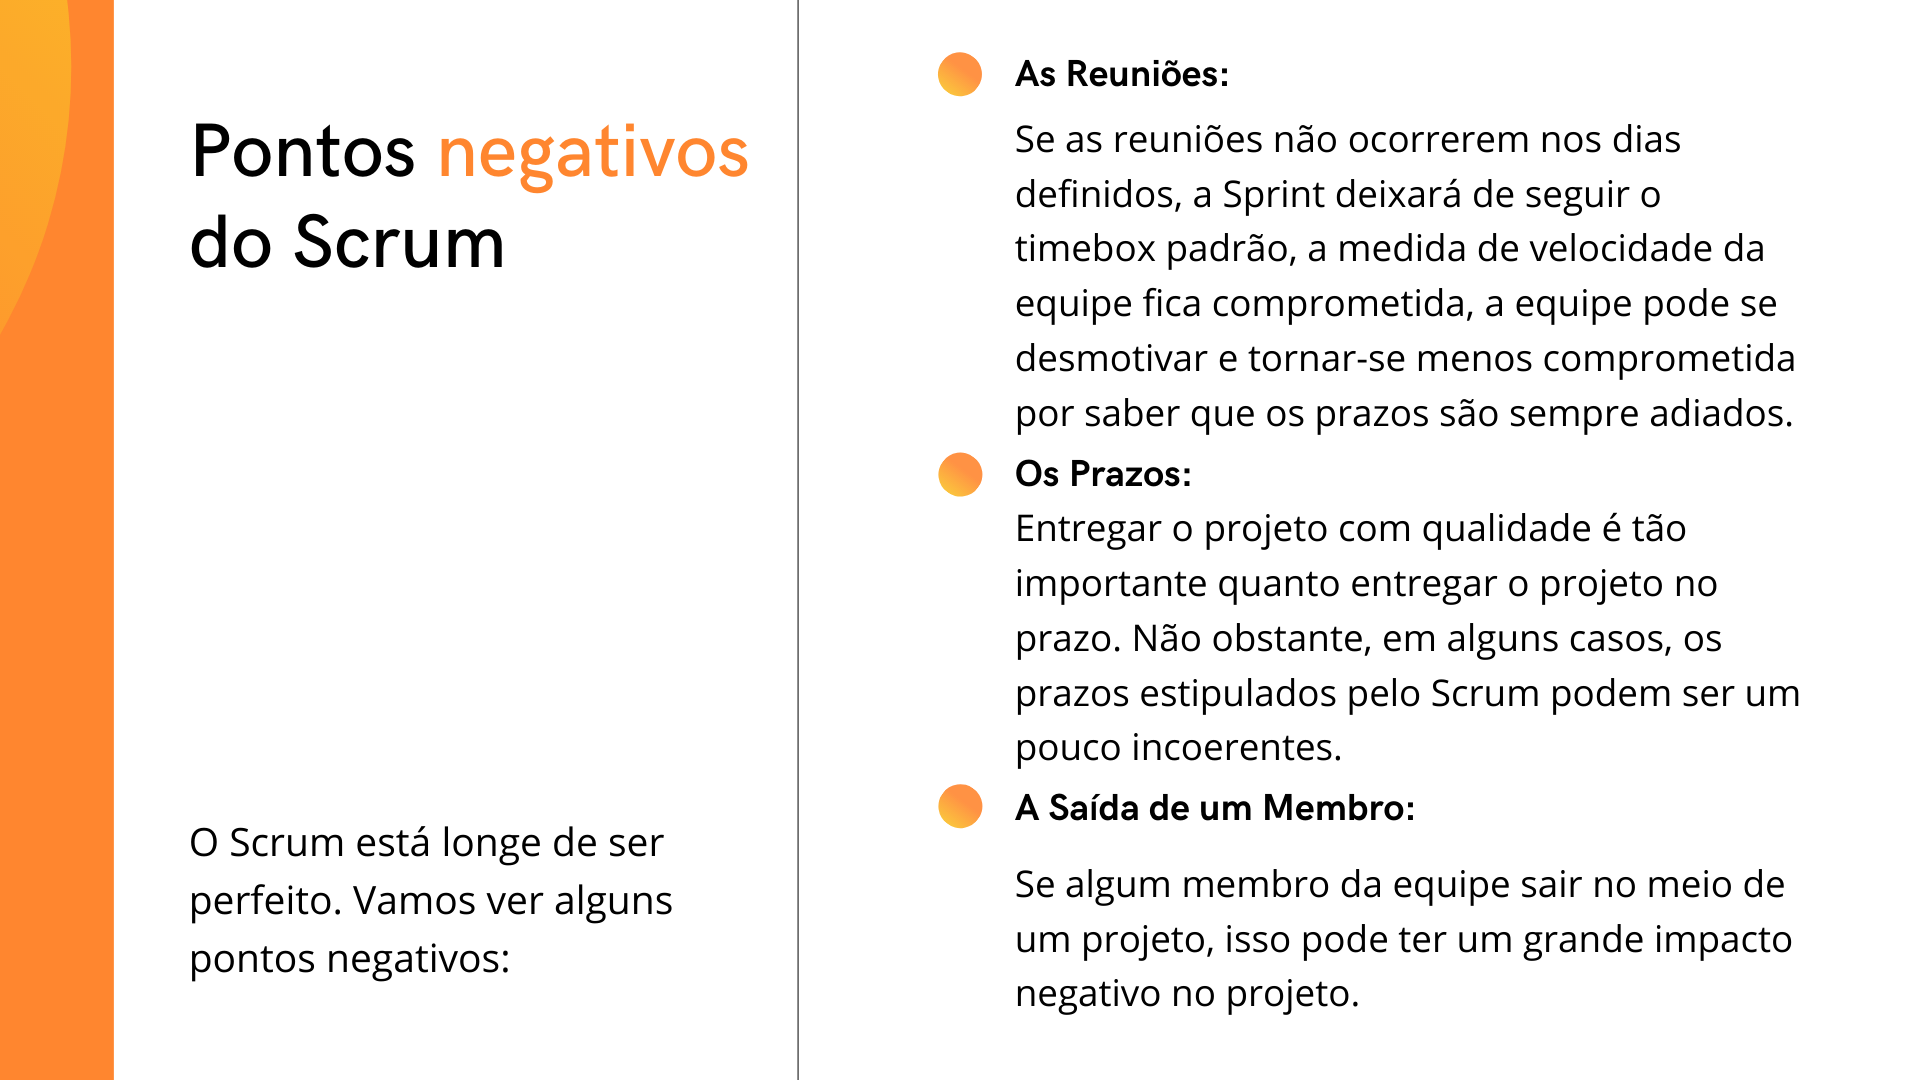 Pontos negativos
do Scrum
O Scrum está longe de ser
perfeito. Vamos ver alguns
pontos negativos:
As Reuniões:
Se as reuniões não ocorrerem nos dias
definidos, a Sprint deixará de seguir o
timebox padrão, a medida de velocidade da
equipe fica comprometida, a equipe pode se
desmotivar e tornar-se menos comprometida
por saber que os prazos são sempre adiados.
Os Prazos:
Entregar o projeto com qualidade é tão
importante quanto entregar o projeto no
prazo. Não obstante, em alguns casos, os
prazos estipulados pelo Scrum podem ser um
pouco incoerentes.
A Saída de um Membro:
Se algum membro da equipe sair no meio de
um projeto, isso pode ter um grande impacto
negativo no projeto.